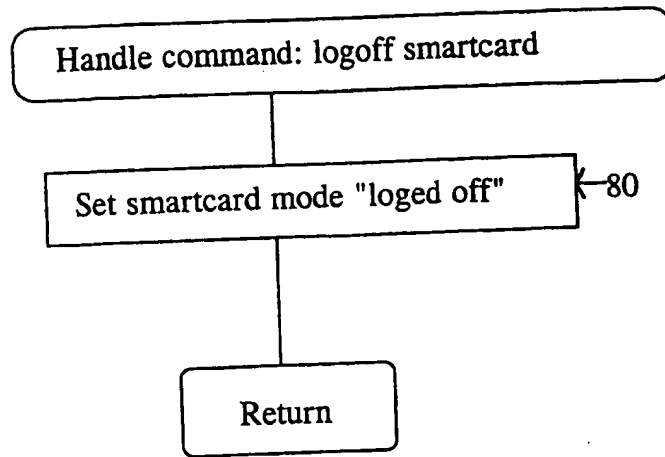 Handle command: logoff smartcard
Set smartcard mode "loged off"
80
Return